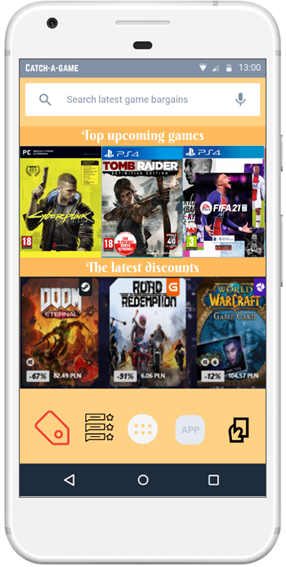 CATCH-A-GAME 13:00
Search latest game bargains
Top upcoming games
PC PS4 PS4
TOMB RAIDER
DEFINITIVE EDITION
Cyberpunk
EA SPORTS
FIFA 21
18 18
The latest discounts
DOOM
ETERNAL
ROAD
REDEMPTION
G
WORLD
WARCRAFT
GAME CARD
-67% 82,49 PLN -91% 6,06 PLN -12% 104,57 PLN
APP